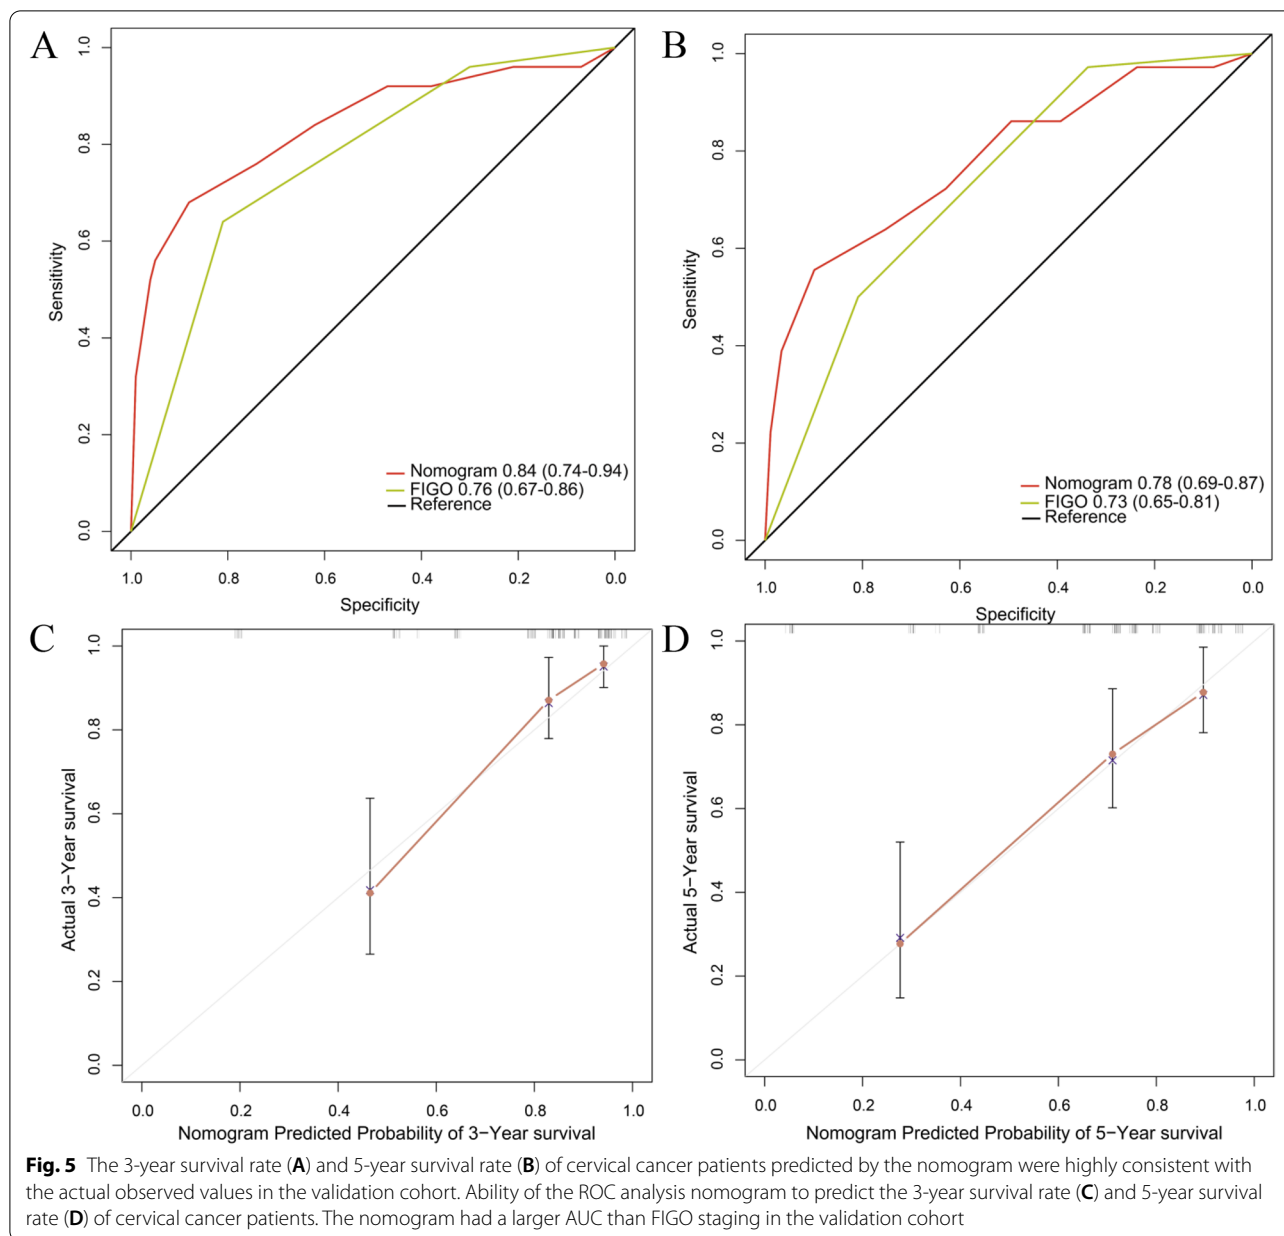 A
1.0
0.8
0.6
0.4
0.2
0.0
Sensitivity
Nomogram 0.84 (0.74-0.94)
FIGO 0.76 (0.67-0.86)
Reference
1.0 0.8 0.6 0.4 0.2 0.0
Specificity
B
1.0
0.8
0.6
0.4
0.2
0.0
Sensitivity
Nomogram 0.78 (0.69-0.87)
FIGO 0.73 (0.65-0.81)
Reference
1.0 0.8 0.6 0.4 0.2 0.0
Specificity
C
1.0
0.8
0.6
0.4
0.2
0.0
Actual 3−Year survival
0.0 0.2 0.4 0.6 0.8 1.0
Nomogram Predicted Probability of 3−Year survival
D
1.0
0.8
0.6
0.4
0.2
0.0
Actual 5−Year survival
0.0 0.2 0.4 0.6 0.8 1.0
Nomogram Predicted Probability of 5−Year survival
Fig. 5 The 3-year survival rate (A) and 5-year survival rate (B) of cervical cancer patients predicted by the nomogram were highly consistent with
the actual observed values in the validation cohort. Ability of the ROC analysis nomogram to predict the 3-year survival rate (C) and 5-year survival
rate (D) of cervical cancer patients. The nomogram had a larger AUC than FIGO staging in the validation cohort